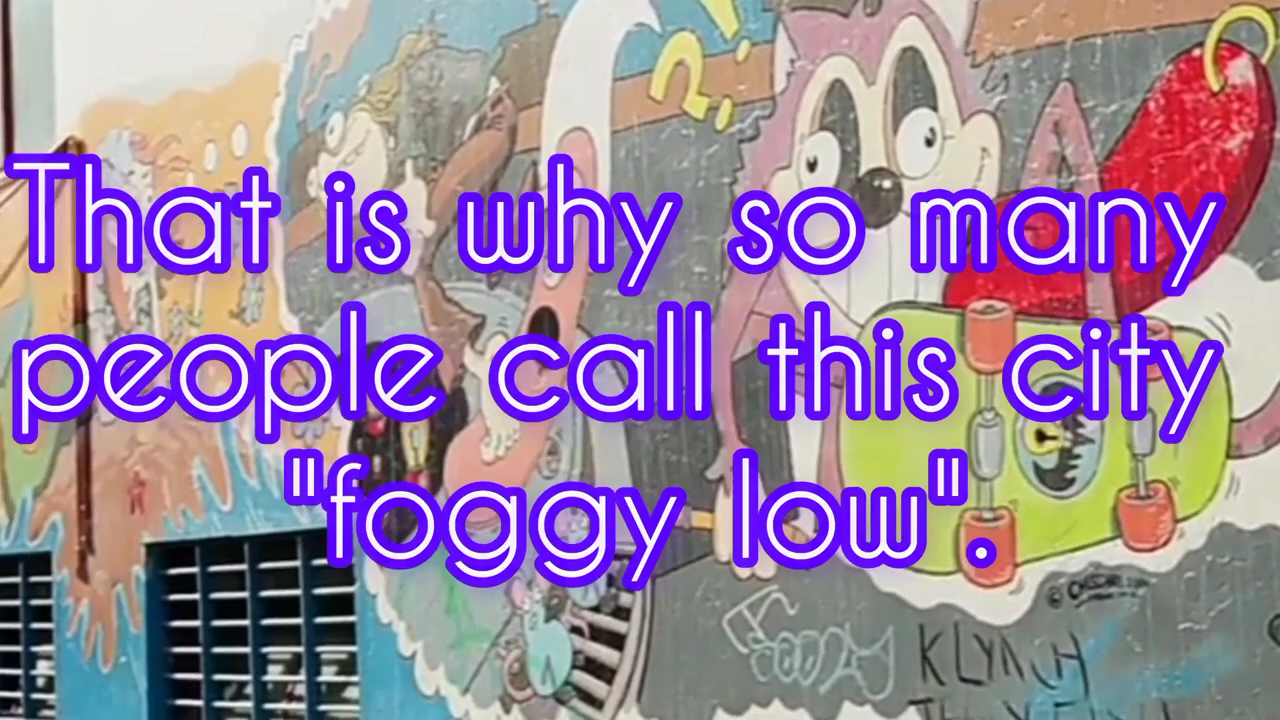 That is why so many
people call this city
"foggy low".
?!
?!
KLYNCH